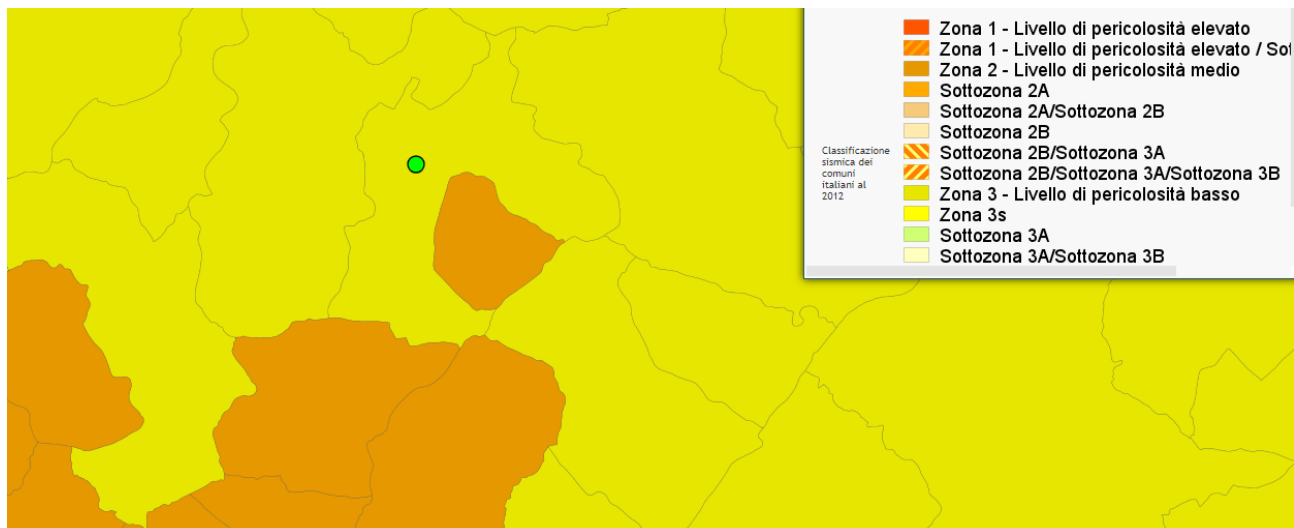 Zona 1 - Livello di pericolosità elevato
Zona 1 - Livello di pericolosità elevato / Sot
Zona 2 - Livello di pericolosità medio
Sottozona 2A
Sottozona 2A/Sottozona 2B
Sottozona 2B
Classificazione
sismica dei
comuni
italiani al
2012
Sottozona 2B/Sottozona 3A
Sottozona 2B/Sottozona 3A/Sottozona 3B
Zona 3 - Livello di pericolosità basso
Zona 3s
Sottozona 3A
Sottozona 3A/Sottozona 3B